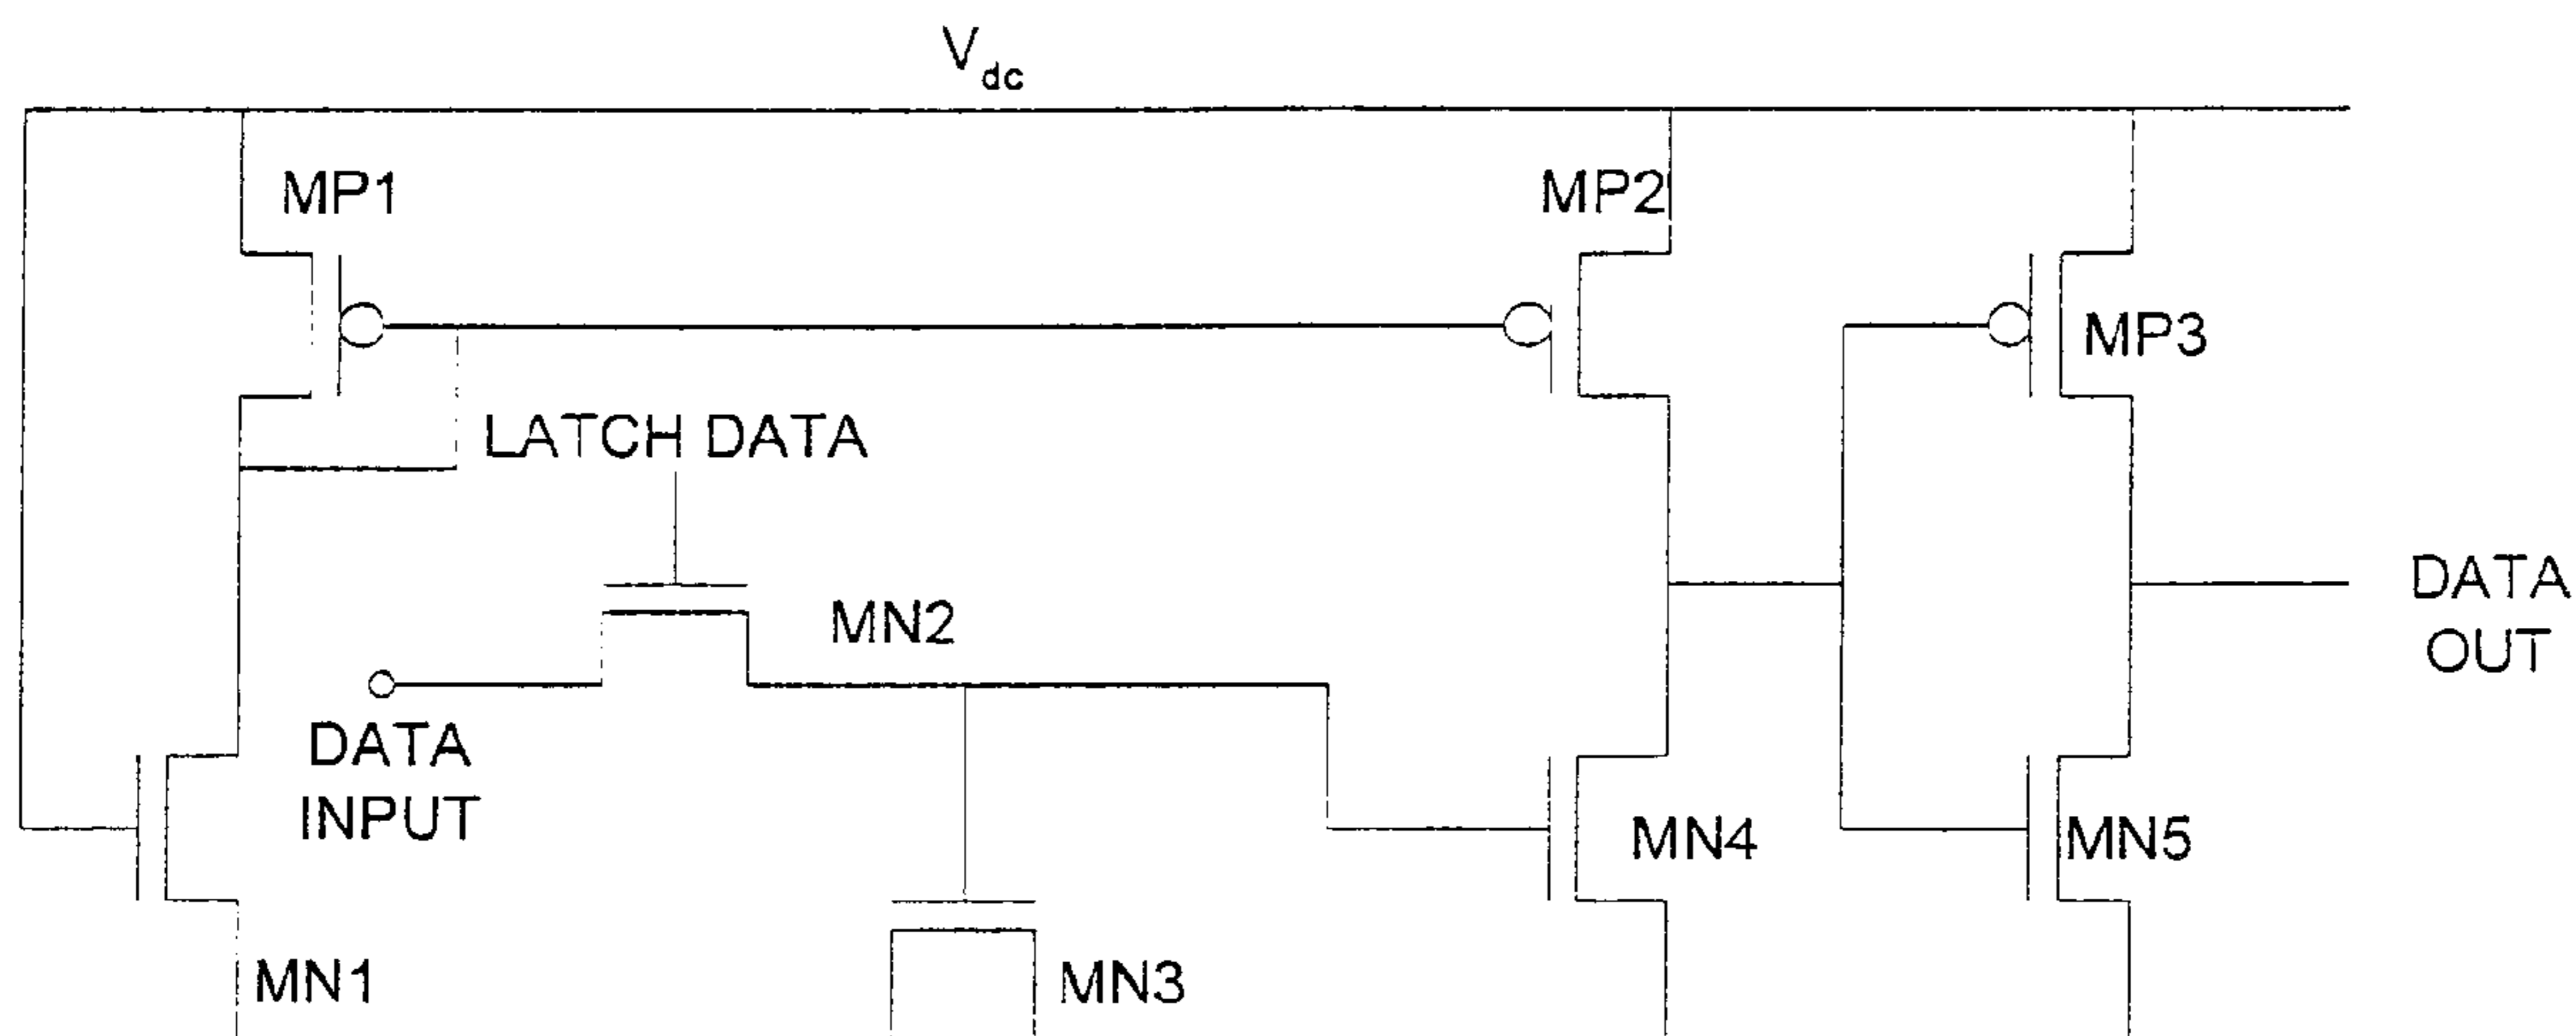 Vdc
MP1
MP2
MP3
LATCH DATA
MN2
DATA
OUT
DATA
INPUT
MN4
MN5
MN1
MN3